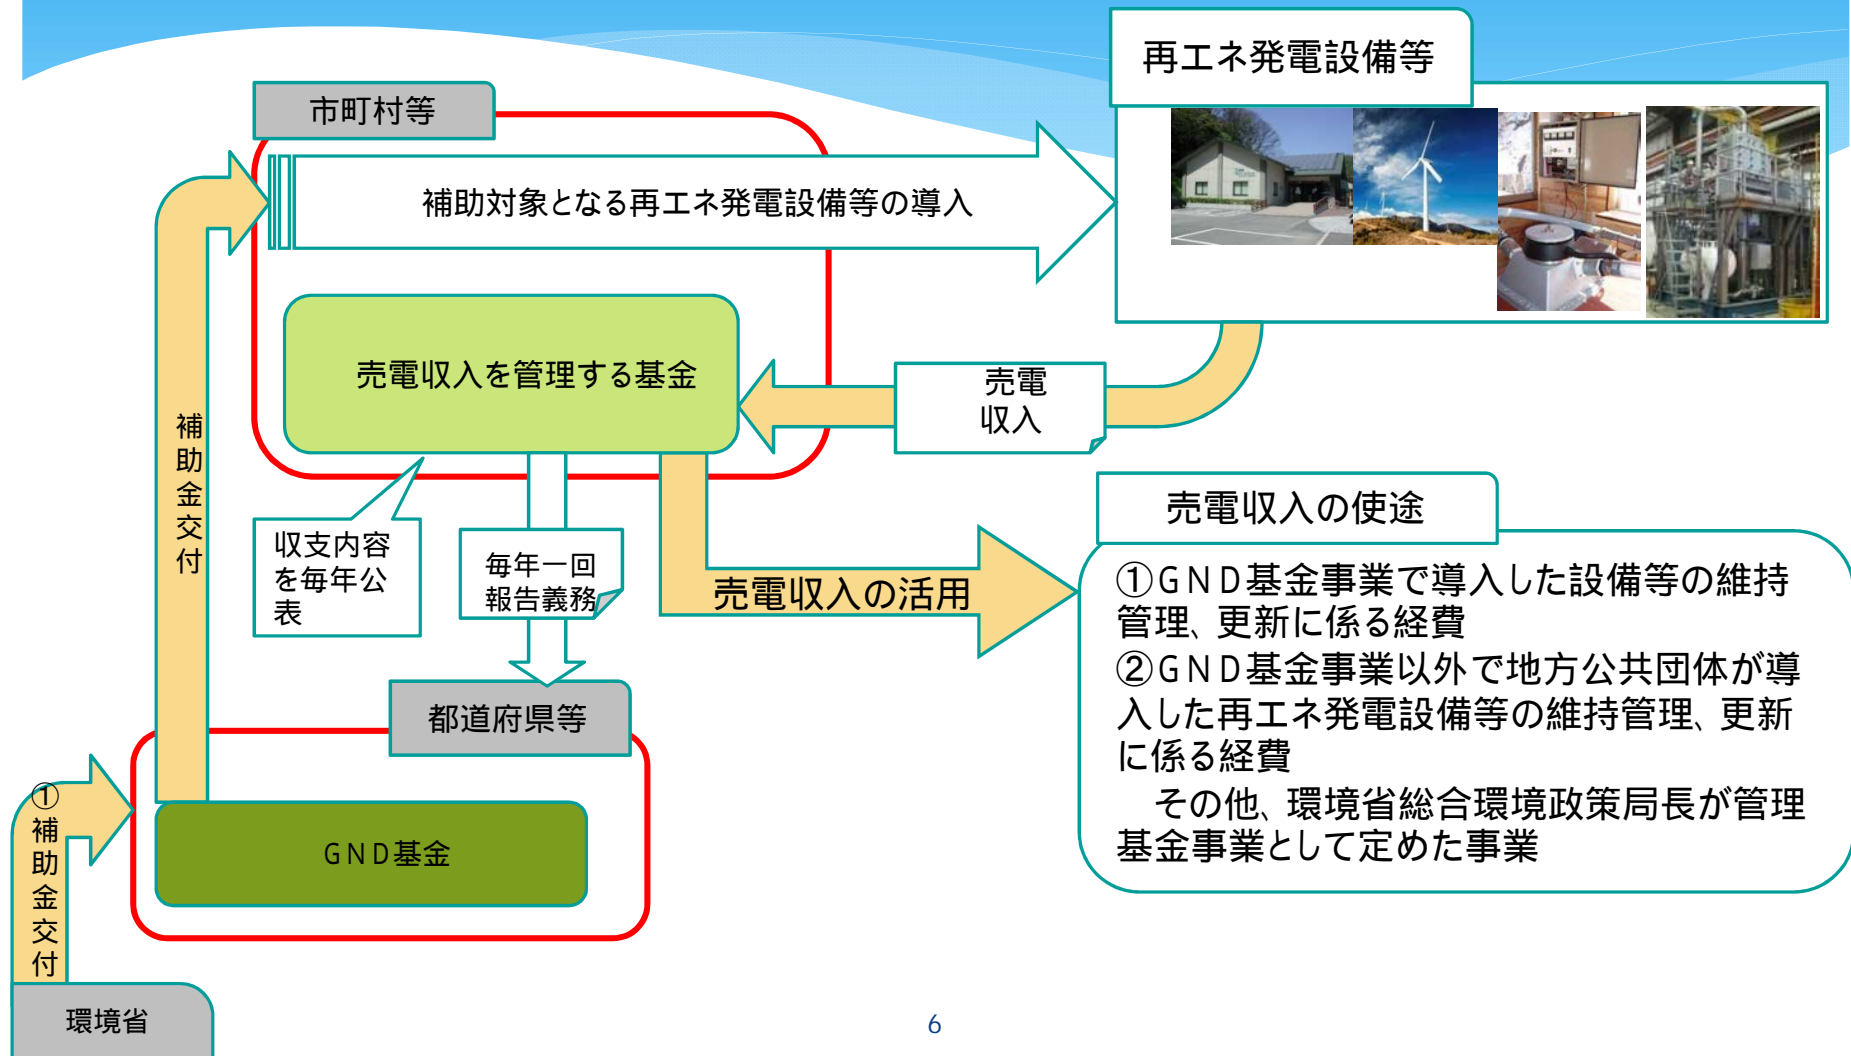 再エネ発電設備等
市町村等
補助対象となる再エネ発電設備等の導入
売電収入を管理する基金
売電
収入
補助金交付
収支内容
を毎年公
表
毎年一回
報告義務
売電収入の活用
売電収入の使途
①GND基金事業で導入した設備等の維持
管理、更新に係る経費
②GND基金事業以外で地方公共団体が導
入した再エネ発電設備等の維持管理、更新
に係る経費
　その他、環境省総合環境政策局長が管理
基金事業として定めた事業
都道府県等
GND基金
①補助金交付
環境省
6